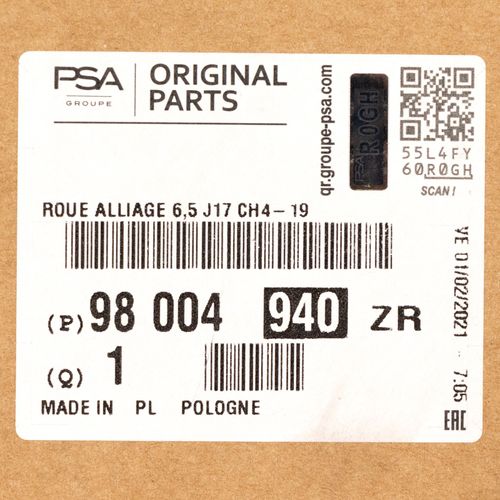 PSA
GROUPE
ORIGINAL
PARTS
qr.groupe-psa.com
PSA R0GH
55L4FY
60R0GH
SCAN!
ROUE ALLIAGE 6,5 J17 CH4-19
(P) 98 004 940 ZR
(Q) 1
MADE IN PL POLOGNE
VE 01/02/2021 - 7:05
EAC